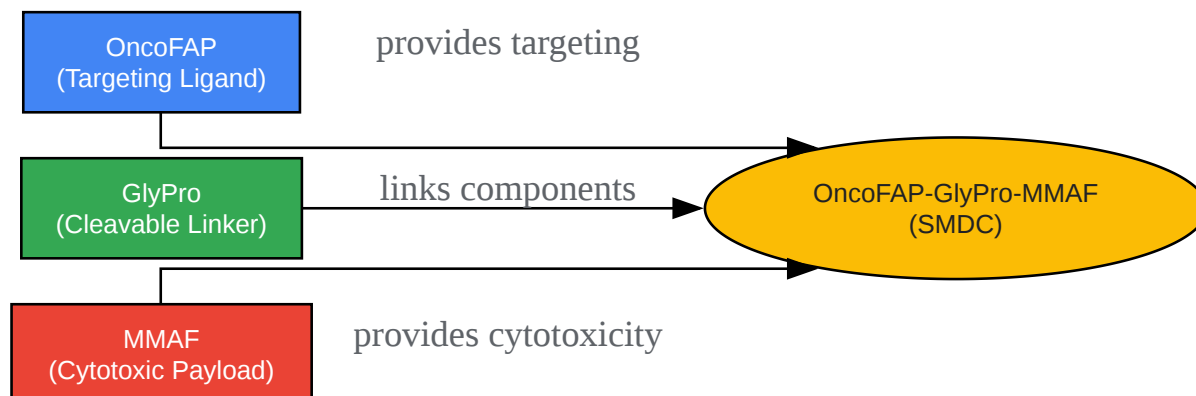 OncoFAP
(Targeting Ligand)
provides targeting
GlyPro
(Cleavable Linker)
links components
OncoFAP-GlyPro-MMAF
(SMDC)
MMAF
(Cytotoxic Payload)
provides cytotoxicity